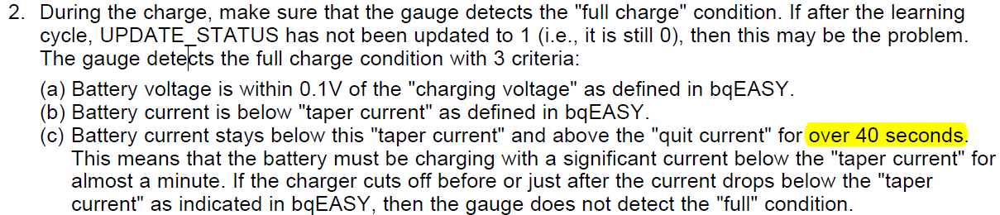 2. During the charge, make sure that the gauge detects the "full charge" condition. If after the learning
cycle, UPDATE_STATUS has not been updated to 1 (i.e., it is still 0), then this may be the problem.
The gauge detects the full charge condition with 3 criteria:
(a) Battery voltage is within 0.1V of the "charging voltage" as defined in bqEASY.
(b) Battery current is below "taper current" as defined in bqEASY.
(c) Battery current stays below this "taper current" and above the "quit current" for over 40 seconds.
This means that the battery must be charging with a significant current below the "taper current" for
almost a minute. If the charger cuts off before or just after the current drops below the "taper
current" as indicated in bqEASY, then the gauge does not detect the "full" condition.